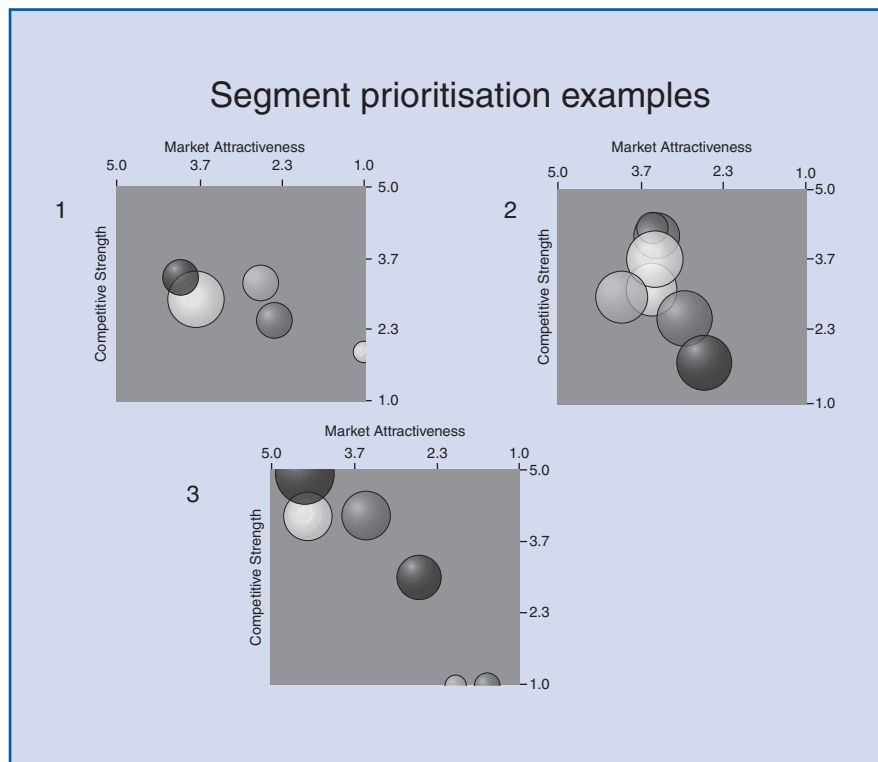 Segment prioritisation examples
1
Market Attractiveness
5.0 3.7 2.3 1.0
Competitive Strength
5.0
3.7
2.3
1.0
2
Market Attractiveness
5.0 3.7 2.3 1.0
Competitive Strength
5.0
3.7
2.3
1.0
3
Market Attractiveness
5.0 3.7 2.3 1.0
Competitive Strength
5.0
3.7
2.3
1.0